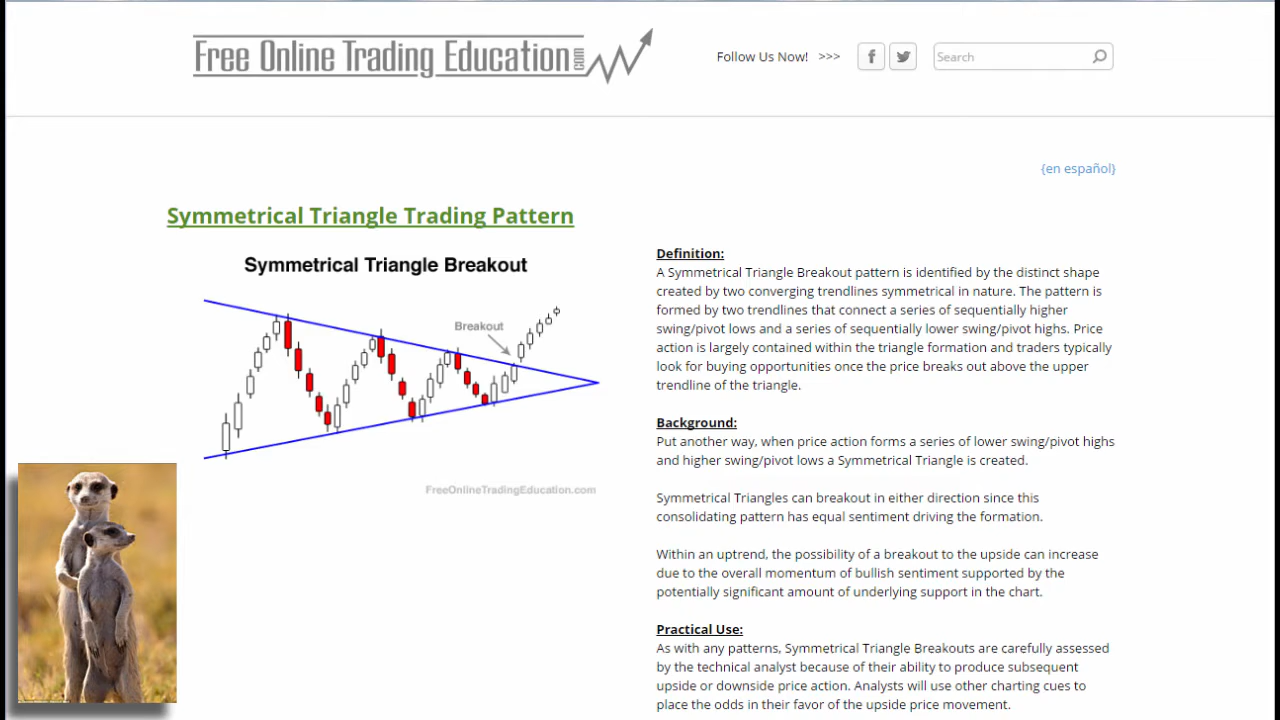 Free Online Trading Education.com
Follow Us Now! >>>
Search
{en español}
Symmetrical Triangle Trading Pattern
Symmetrical Triangle Breakout
Breakout
FreeOnlineTradingEducation.com
Definition:
A Symmetrical Triangle Breakout pattern is identified by the distinct shape
created by two converging trendlines symmetrical in nature. The pattern is
formed by two trendlines that connect a series of sequentially higher
swing/pivot lows and a series of sequentially lower swing/pivot highs. Price
action is largely contained within the triangle formation and traders typically
look for buying opportunities once the price breaks out above the upper
trendline of the triangle.
Background:
Put another way, when price action forms a series of lower swing/pivot highs
and higher swing/pivot lows a Symmetrical Triangle is created.
Symmetrical Triangles can breakout in either direction since this
consolidating pattern has equal sentiment driving the formation.
Within an uptrend, the possibility of a breakout to the upside can increase
due to the overall momentum of bullish sentiment supported by the
potentially significant amount of underlying support in the chart.
Practical Use:
As with any patterns, Symmetrical Triangle Breakouts are carefully assessed
by the technical analyst because of their ability to produce subsequent
upside or downside price action. Analysts will use other charting cues to
place the odds in their favor of the upside price movement.